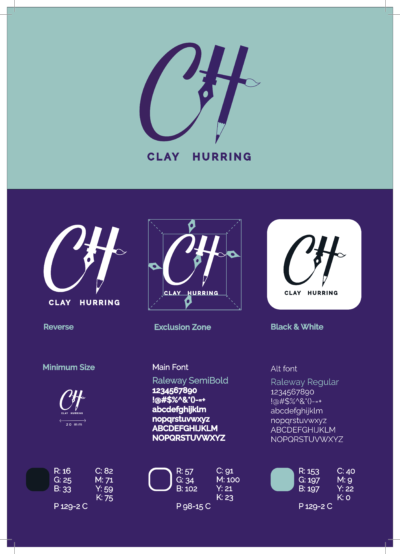 CH
CLAY HURRING
CH
CLAY HURRING
CH
CLAY HURRING
CH
CLAY HURRING
Reverse
Exclusion Zone
Black & White
Minimum Size
CH
CLAY HURRING
20 mm
Main Font
Raleway SemiBold
1234567890
!@#$%^&*()-=+
abcdefghijklm
nopqrstuvwxyz
ABCDEFGHIJKLM
NOPQRSTUVWXYZ
Alt font
Raleway Regular
1234567890
!@#$%^&*()-=+
abcdefghijklm
nopqrstuvwxyz
ABCDEFGHIJKLM
NOPQRSTUVWXYZ
R: 16 C: 82
G: 25 M: 71
B: 33 Y: 59
K: 75
P 129-2 C
R: 57 C: 91
G: 34 M: 100
B: 102 Y: 21
K: 23
P 98-15 C
R: 153 C: 40
G: 197 M: 9
B: 197 Y: 22
K: 0
P 129-2 C